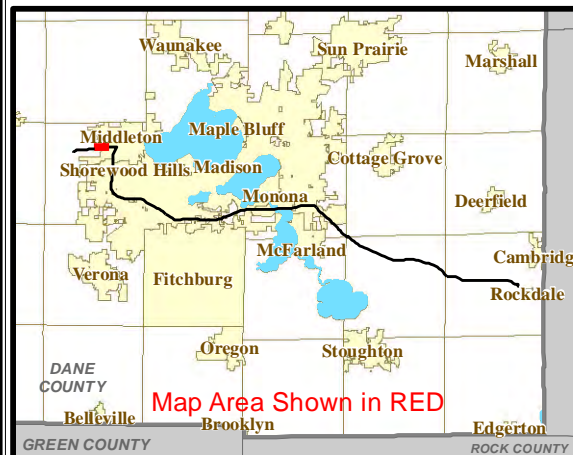 Waunakee
Sun Prairie
Marshall
Middleton
Maple Bluff
Cottage Grove
Shorewood Hills
Madison
Monona
Deerfield
McFarland
Cambridg
Verona
Fitchburg
Rockdale
Oregon
Stoughton
DANE
COUNTY
Map Area Shown in RED
Belleville
Brooklyn
Edgerton
GREEN COUNTY
ROCK COUNTY